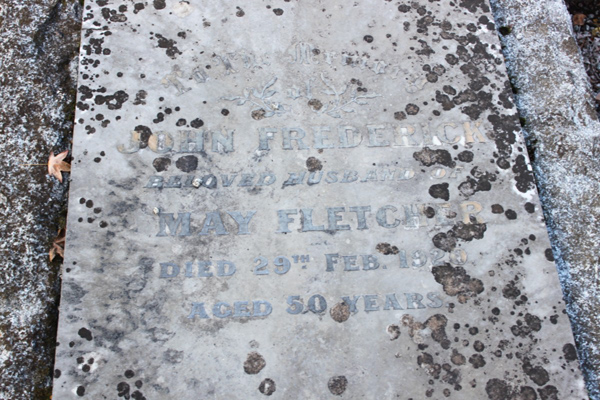 JOHN FREDERICK
BELOVED HUSBAND OF
MAY FLETCHER
DIED 29TH FEB.
AGED 50 YEARS.